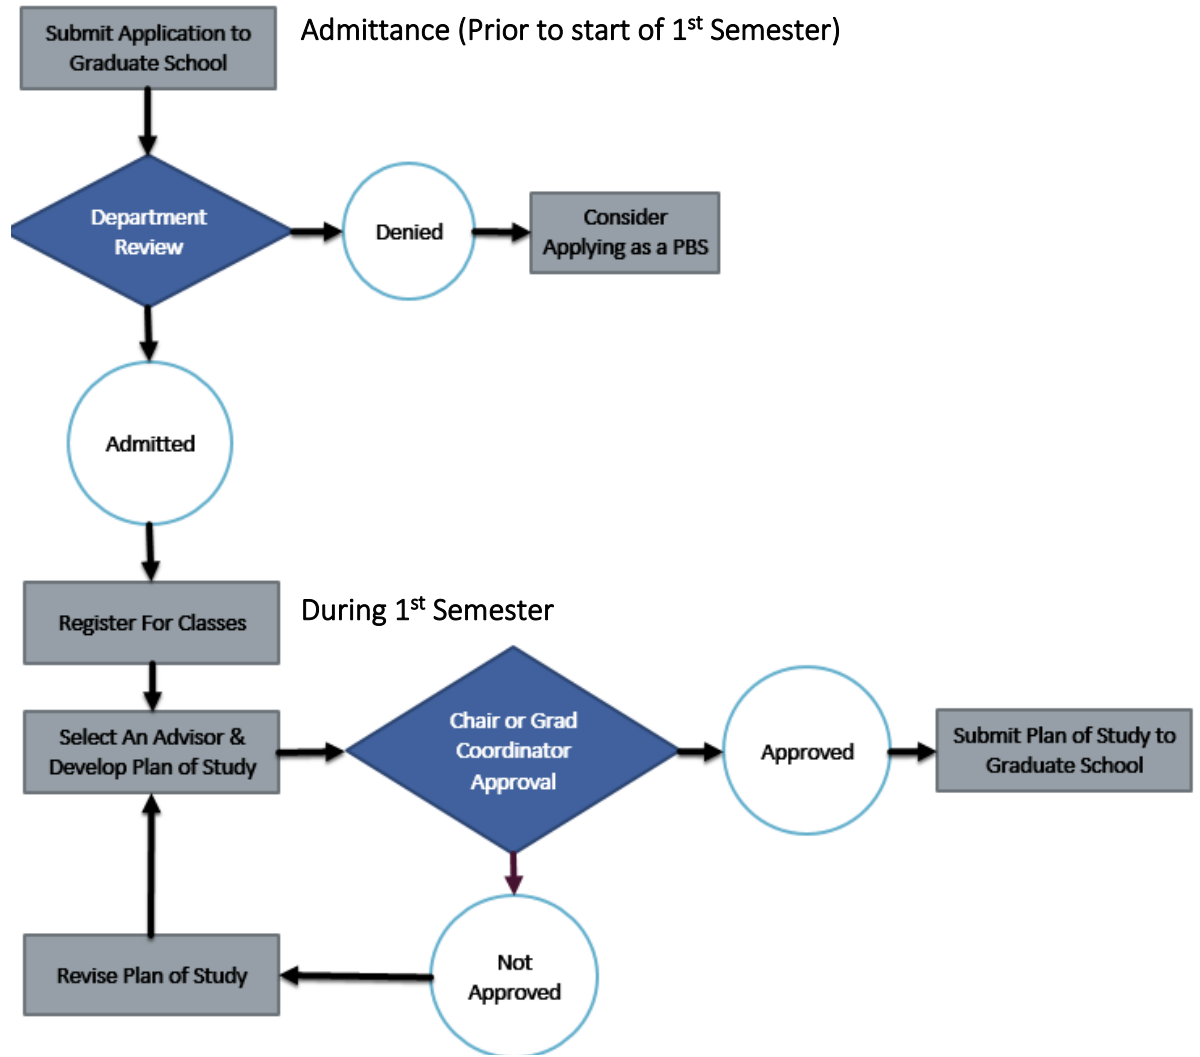 Submit Application to
Graduate School
Admittance (Prior to start of 1st Semester)
Department
Review
Denied
Consider
Applying as a PBS
Admitted
Register For Classes
During 1st Semester
Select An Advisor &
Develop Plan of Study
Chair or Grad
Coordinator
Approval
Approved
Submit Plan of Study to
Graduate School
Not
Approved
Revise Plan of Study